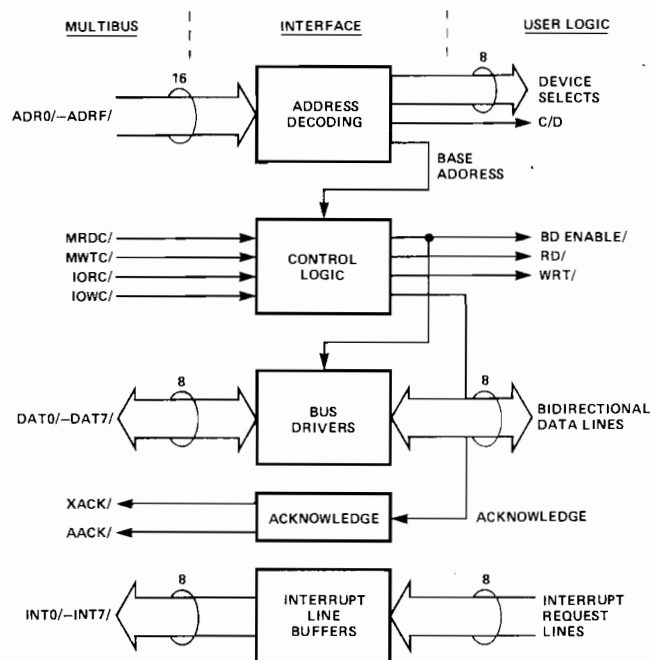 MULTIBUS
INTERFACE
USER LOGIC
8
16
ADR0/–ADRF/
ADDRESS
DECODING
DEVICE
SELECTS
C/D
BASE
ADORESS
MRDC/
MWTC/
IORC/
IOWC/
CONTROL
LOGIC
BD ENABLE/
RD/
WRT/
8
8
DAT0/–DAT7/
BUS
DRIVERS
BIDIRECTIONAL
DATA LINES
XACK/
AACK/
ACKNOWLEDGE
ACKNOWLEDGE
8
8
INT0/–INT7/
INTERRUPT
LINE
BUFFERS
INTERRUPT
REQUEST
LINES